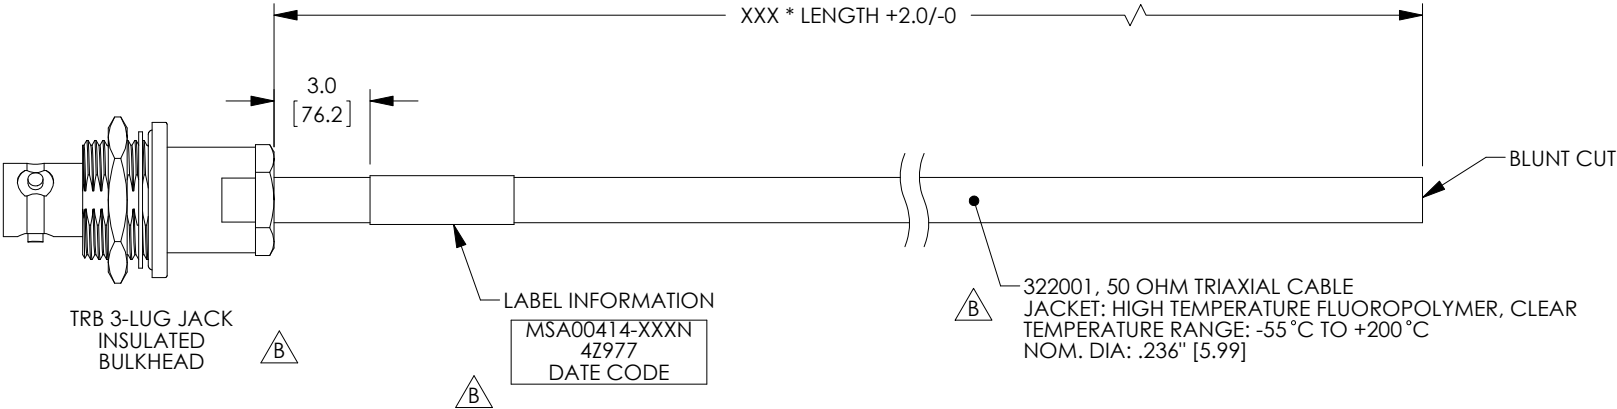 XXX * LENGTH +2.0/-0
3.0
[76.2]
BLUNT CUT
LABEL INFORMATION
MSA00414-XXXN
4Z977
DATE CODE
B
322001, 50 OHM TRIAXIAL CABLE
JACKET: HIGH TEMPERATURE FLUOROPOLYMER, CLEAR
TEMPERATURE RANGE: -55°C TO +200°C
NOM. DIA: .236" [5.99]
B
TRB 3-LUG JACK
INSULATED
BULKHEAD
B